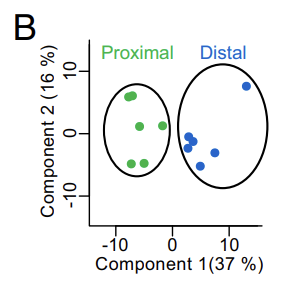 B
Proximal Distal
Component 2 (16 %)
10
0
-10
-10 0 10
Component 1(37 %)